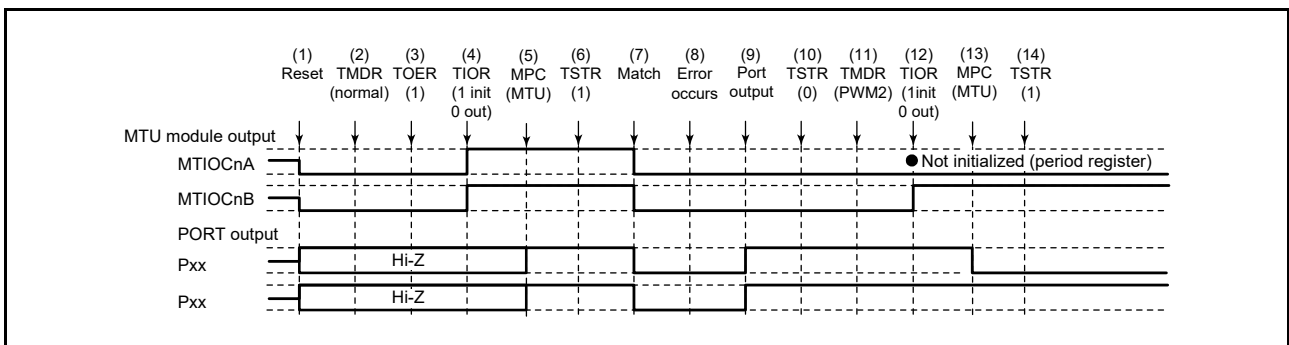 (1) (2) (3) (4) (5) (6) (7) (8) (9) (10) (11) (12) (13) (14)
Reset TMDR TOER TIOR MPC TSTR Match Error Port TSTR TMDR TIOR MPC TSTR
(normal) (1) (1 init (MTU) (1) occurs output (0) (PWM2) (1init (MTU) (1)
0 out) 0 out)
MTU module output
MTIOCnA ● Not initialized (period register)
MTIOCnB
PORT output
Pxx Hi-Z
Pxx Hi-Z